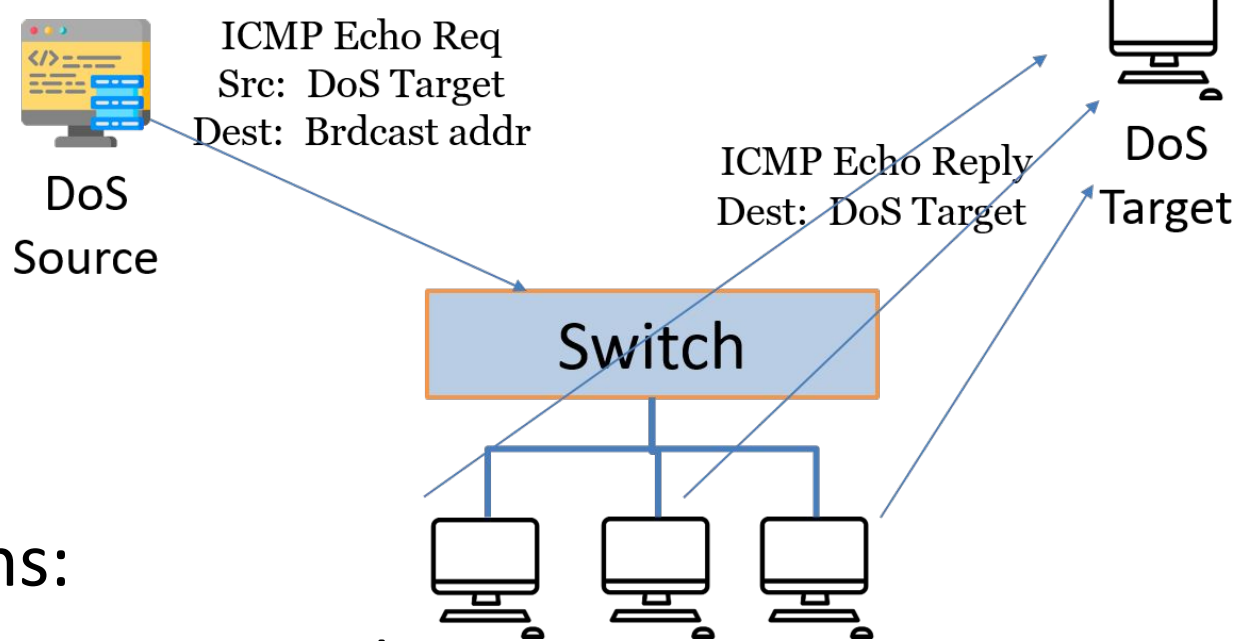 ICMP Echo Req
Src: DoS Target
Dest: Brdcast addr
DoS
Source
ICMP Echo Reply
Dest: DoS Target
DoS
Target
Switch
ns: